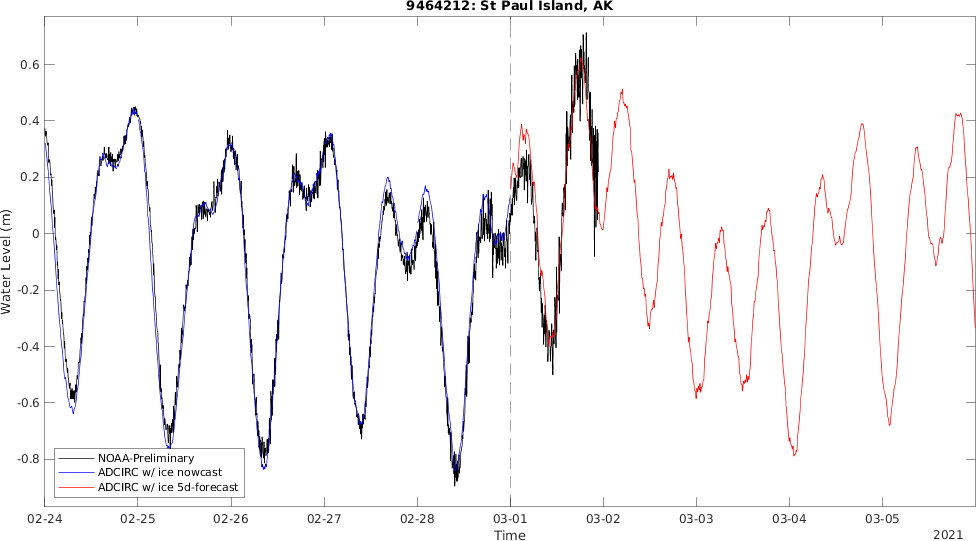 9464212: St Paul Island, AK
Water Level (m)
0.6
0.4
0.2
0
-0.2
-0.4
-0.6
-0.8
NOAA-Preliminary
ADCIRC w/ ice nowcast
ADCIRC w/ ice 5d-forecast
02-24 02-25 02-26 02-27 02-28 03-01 03-02 03-03 03-04 03-05
Time
2021